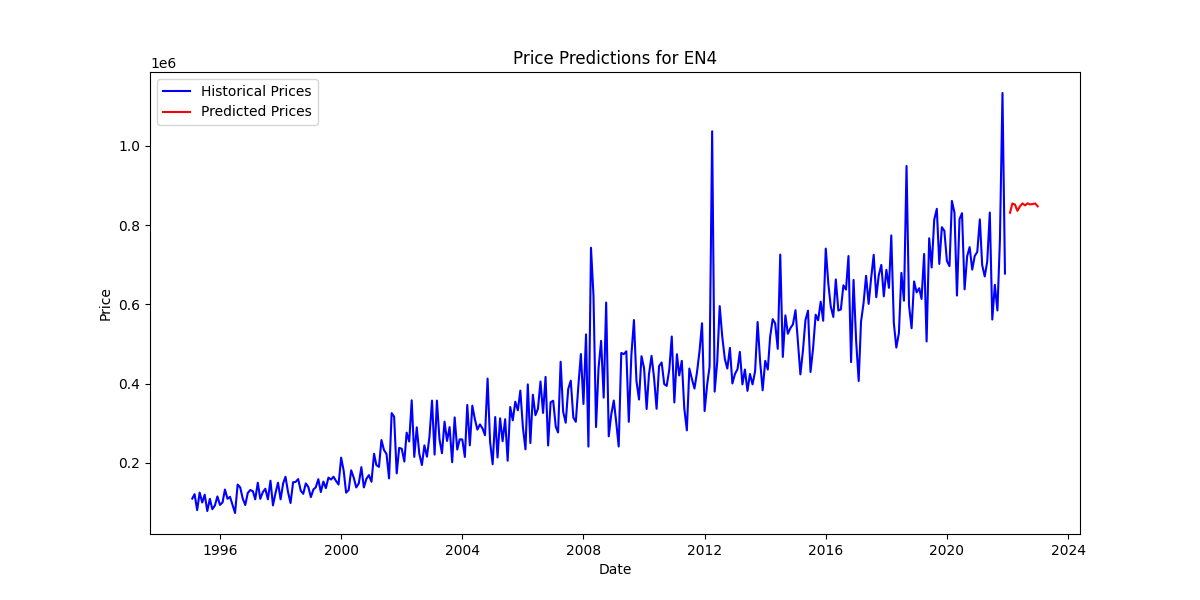 Price Predictions for EN4
1e6
Historical Prices
Predicted Prices
1.0
0.8
0.6
0.4
0.2
Price
1996 2000 2004 2008 2012 2016 2020 2024
Date